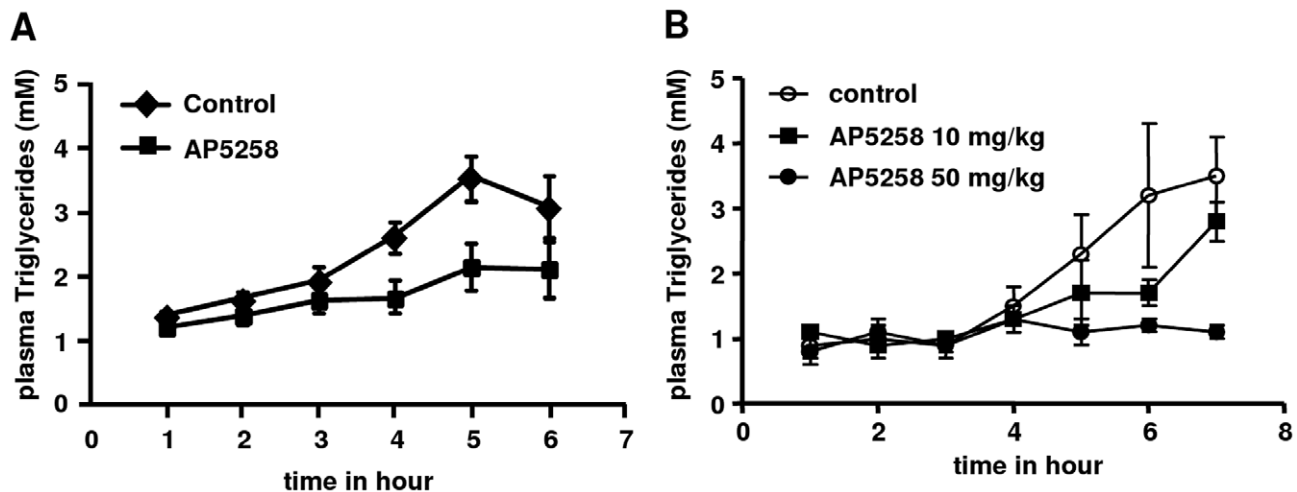 A
plasma Triglycerides (mM)
5
4
3
2
1
0
Control
AP5258
0 1 2 3 4 5 6 7
time in hour
B
plasma Triglycerides (mM)
5
4
3
2
1
0
control
AP5258 10 mg/kg
AP5258 50 mg/kg
0 2 4 6 8
time in hour